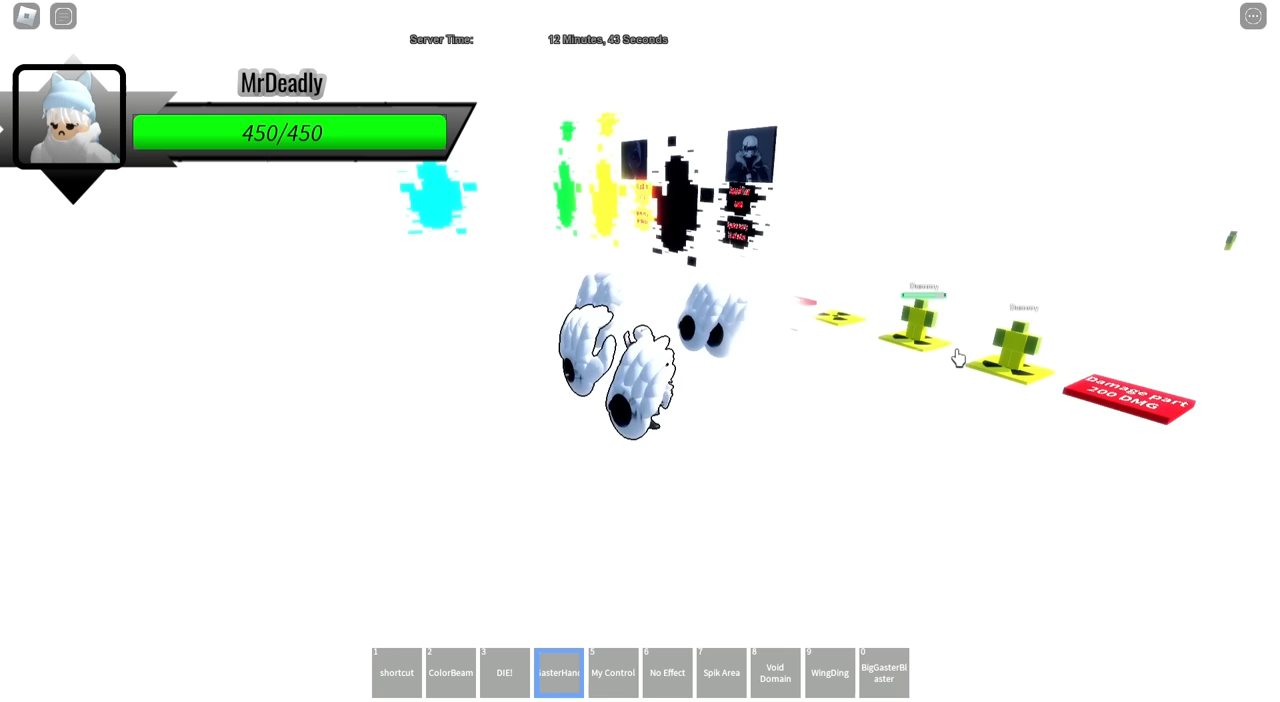 Server Time:
12 Minutes, 43 Seconds
MrDeadly
450/450
Dummy
Dummy
Damage part
200 DMG
1
shortcut
2
ColorBeam
3
DIE!
GasterHand
5
My Control
6
No Effect
7
Spik Area
8
Void
Domain
9
WingDing
0
BigGasterBl
aster